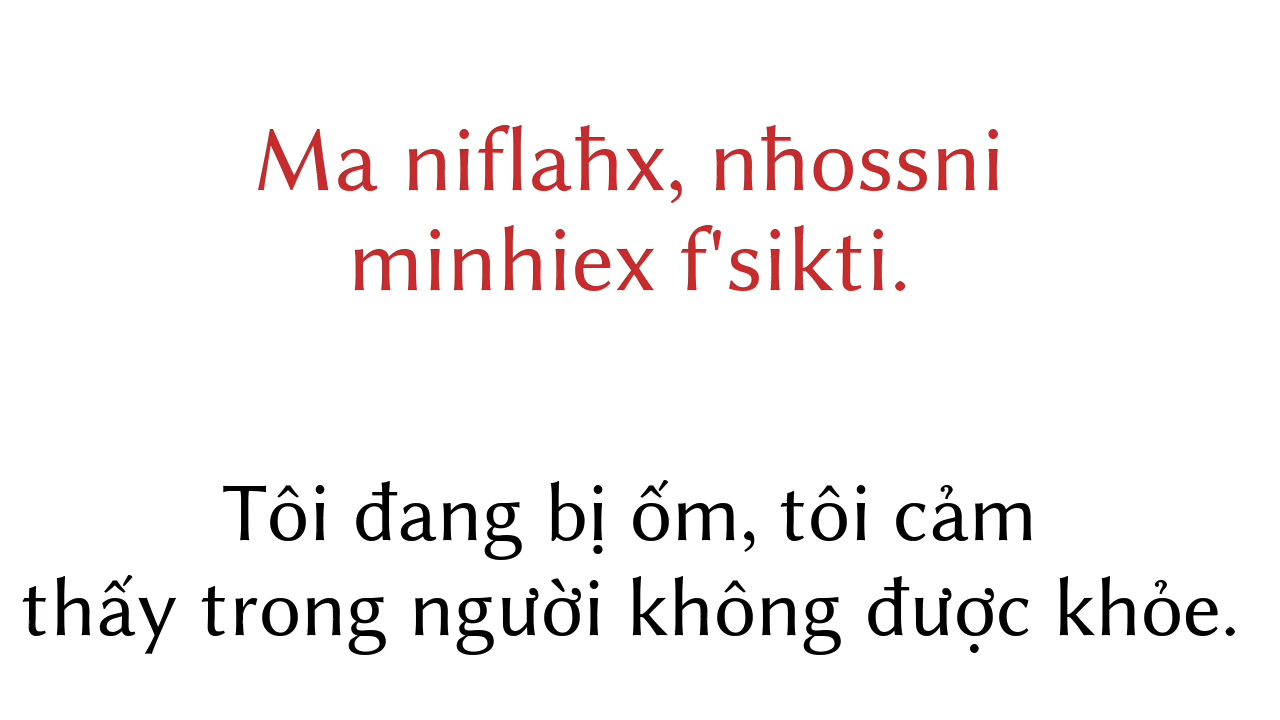 Ma niflaħx, nħossni
minhiex f'sikti.
Tôi đang bị ốm, tôi cảm
thấy trong người không được khỏe.